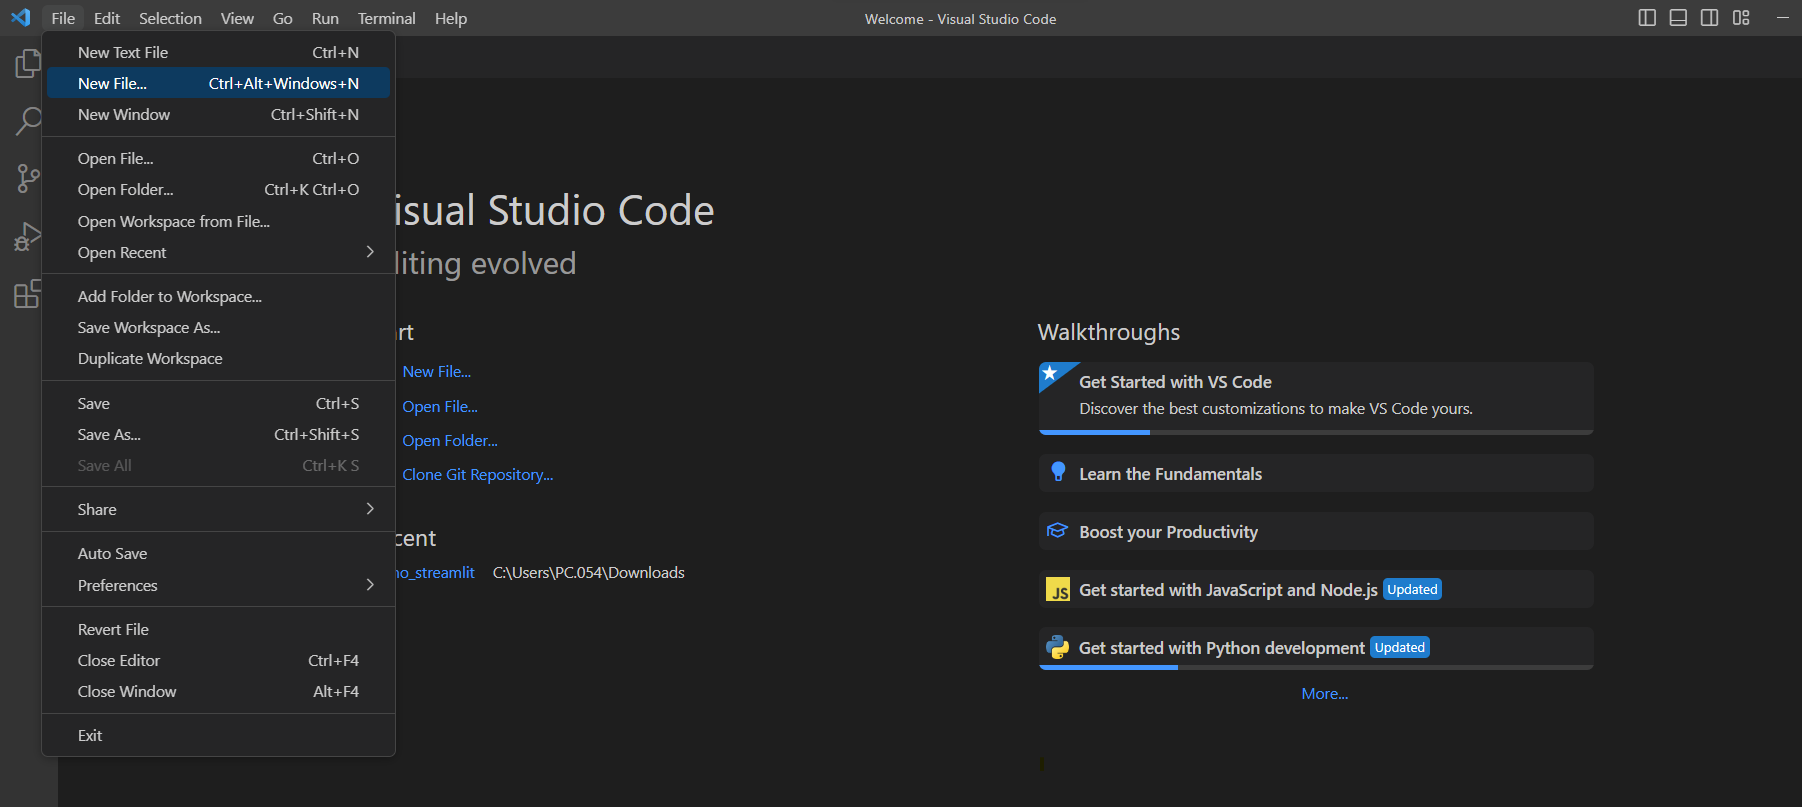 File Edit Selection View Go Run Terminal Help
Welcome - Visual Studio Code
New Text File Ctrl+N
New File... Ctrl+Alt+Windows+N
New Window Ctrl+Shift+N
Open File... Ctrl+O
Open Folder... Ctrl+K Ctrl+O
Open Workspace from File...
Open Recent
Add Folder to Workspace...
Save Workspace As...
Duplicate Workspace
Save Ctrl+S
Save As... Ctrl+Shift+S
Save All Ctrl+K S
Share
Auto Save
Preferences
Revert File
Close Editor Ctrl+F4
Close Window Alt+F4
Exit
isual Studio Code
liting evolved
art
New File...
Open File...
Open Folder...
Clone Git Repository...
cent
no_streamlit C:\Users\PC.054\Downloads
Walkthroughs
Get Started with VS Code
Discover the best customizations to make VS Code yours.
Learn the Fundamentals
Boost your Productivity
JS Get started with JavaScript and Node.js Updated
Get started with Python development Updated
More...